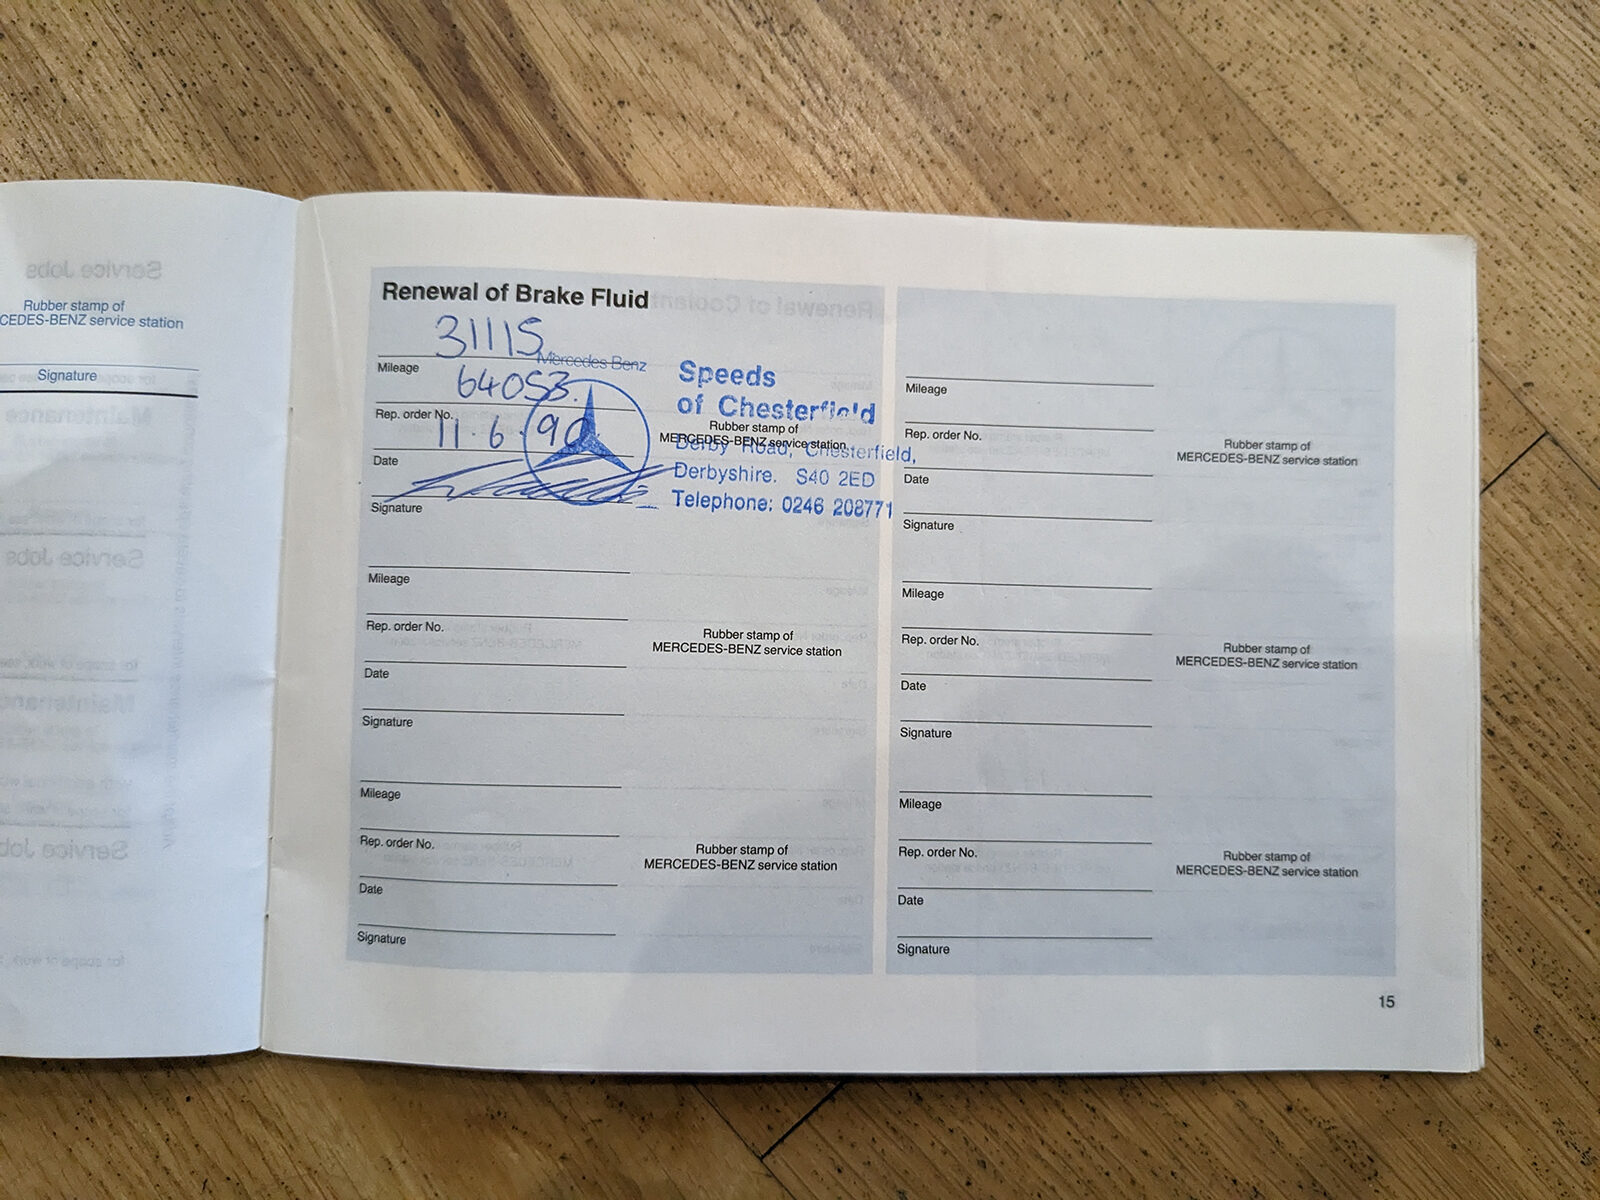 Rubber stamp of
CEDES-BENZ service station
Signature
Renewal of Brake Fluid
31115
Mileage
64053.
Rep. order No.
11.6.90
Date
Signature
Mercedes Benz
Speeds
of Chesterfield
Rubber stamp of
MERCEDES-BENZ service station
Derby Road, Chesterfield,
Derbyshire. S40 2ED
Telephone: 0246 208771
Mileage
Rep. order No.
Date
Signature
Rubber stamp of
MERCEDES-BENZ service station
Mileage
Rep. order No.
Date
Signature
Rubber stamp of
MERCEDES-BENZ service station
Mileage
Rep. order No.
Date
Signature
Rubber stamp of
MERCEDES-BENZ service station
Mileage
Rep. order No.
Date
Signature
Rubber stamp of
MERCEDES-BENZ service station
Mileage
Rep. order No.
Date
Signature
Rubber stamp of
MERCEDES-BENZ service station
15